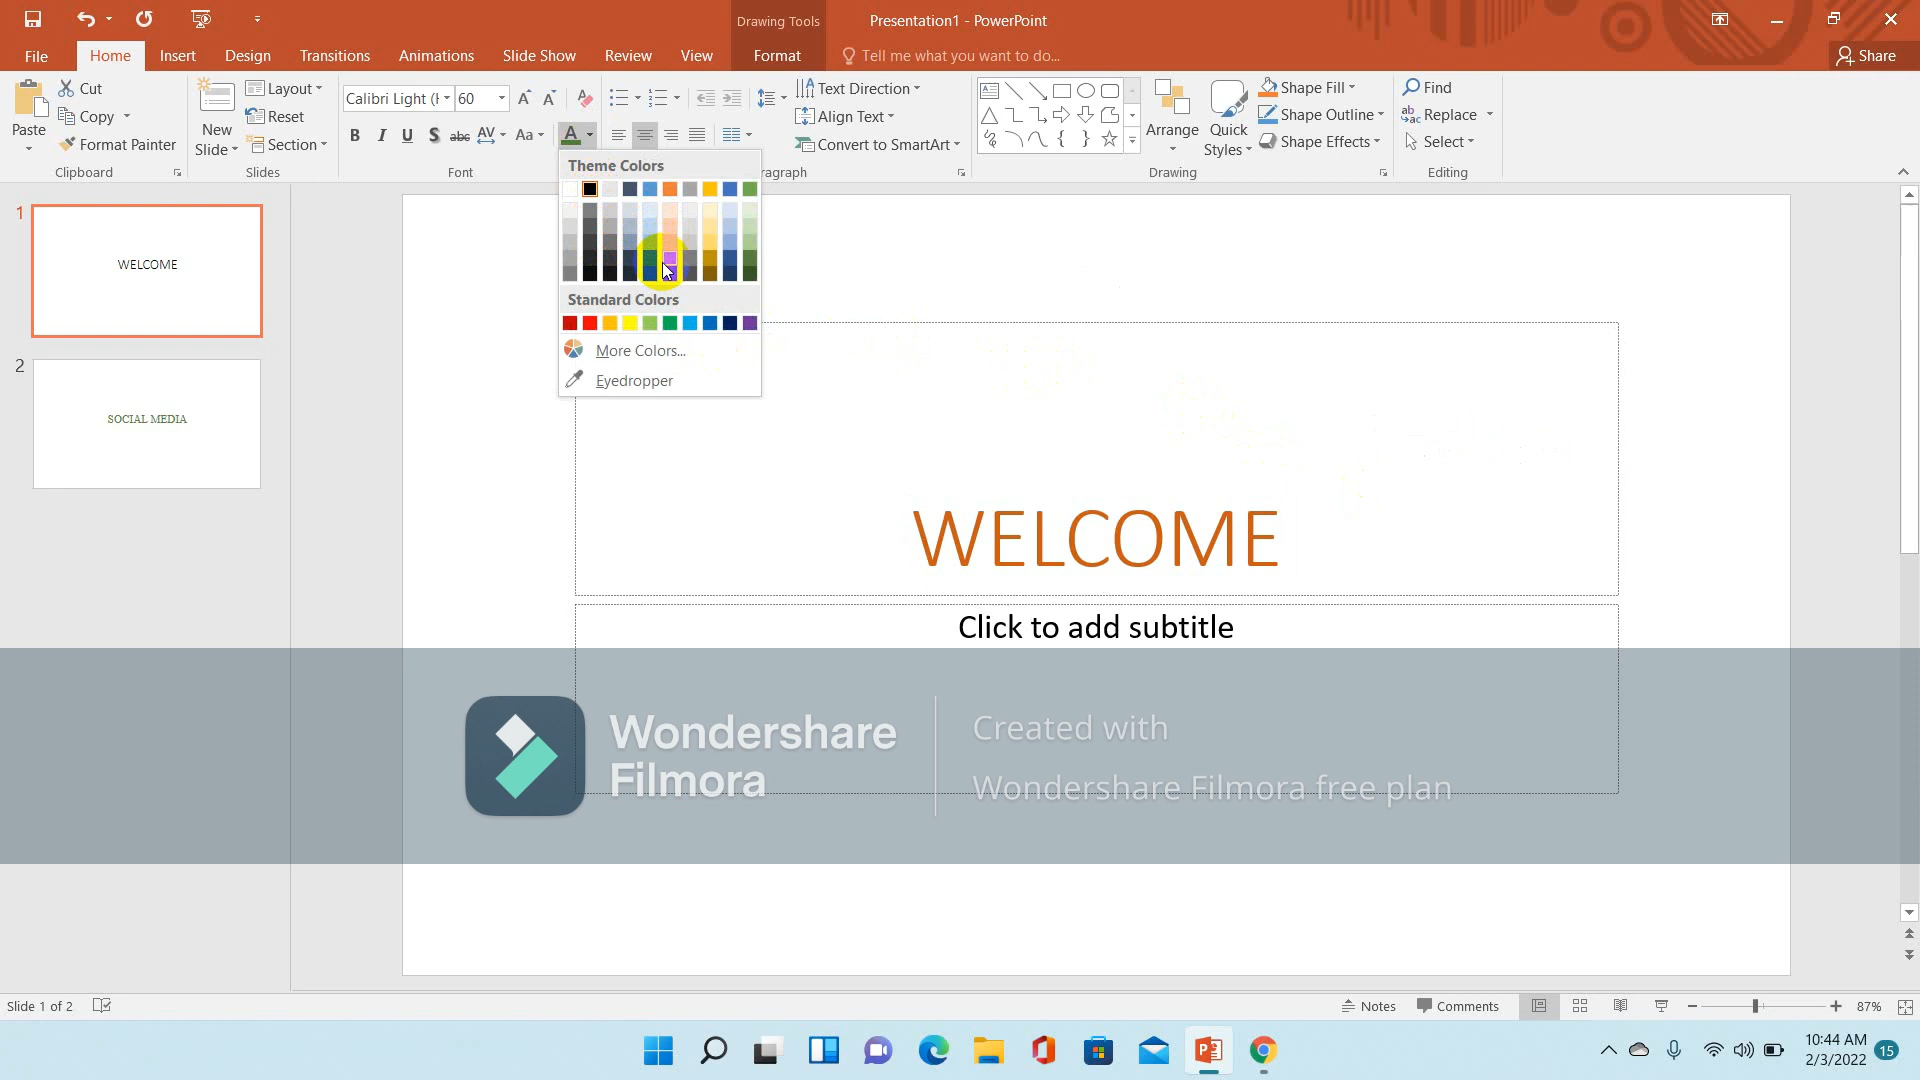 Drawing Tools
Presentation1 - PowerPoint
File
Home
Insert
Design
Transitions
Animations
Slide Show
Review
View
Format
Tell me what you want to do...
Share
Paste
Cut
Copy
Format Painter
Clipboard
New
Slide
Layout
Reset
Section
Slides
Calibri Light (H
60
B I U S abc AV Aa A
Font
Text Direction
Align Text
Convert to SmartArt
ragraph
Arrange
Quick
Styles
Shape Fill
Shape Outline
Shape Effects
Drawing
Find
Replace
Select
Editing
Theme Colors
Standard Colors
More Colors...
Eyedropper
1
WELCOME
2
SOCIAL MEDIA
WELCOME
Click to add subtitle
Wondershare
Filmora
Created with
Wondershare Filmora free plan
Slide 1 of 2
Notes
Comments
87%
10:44 AM
2/3/2022
15